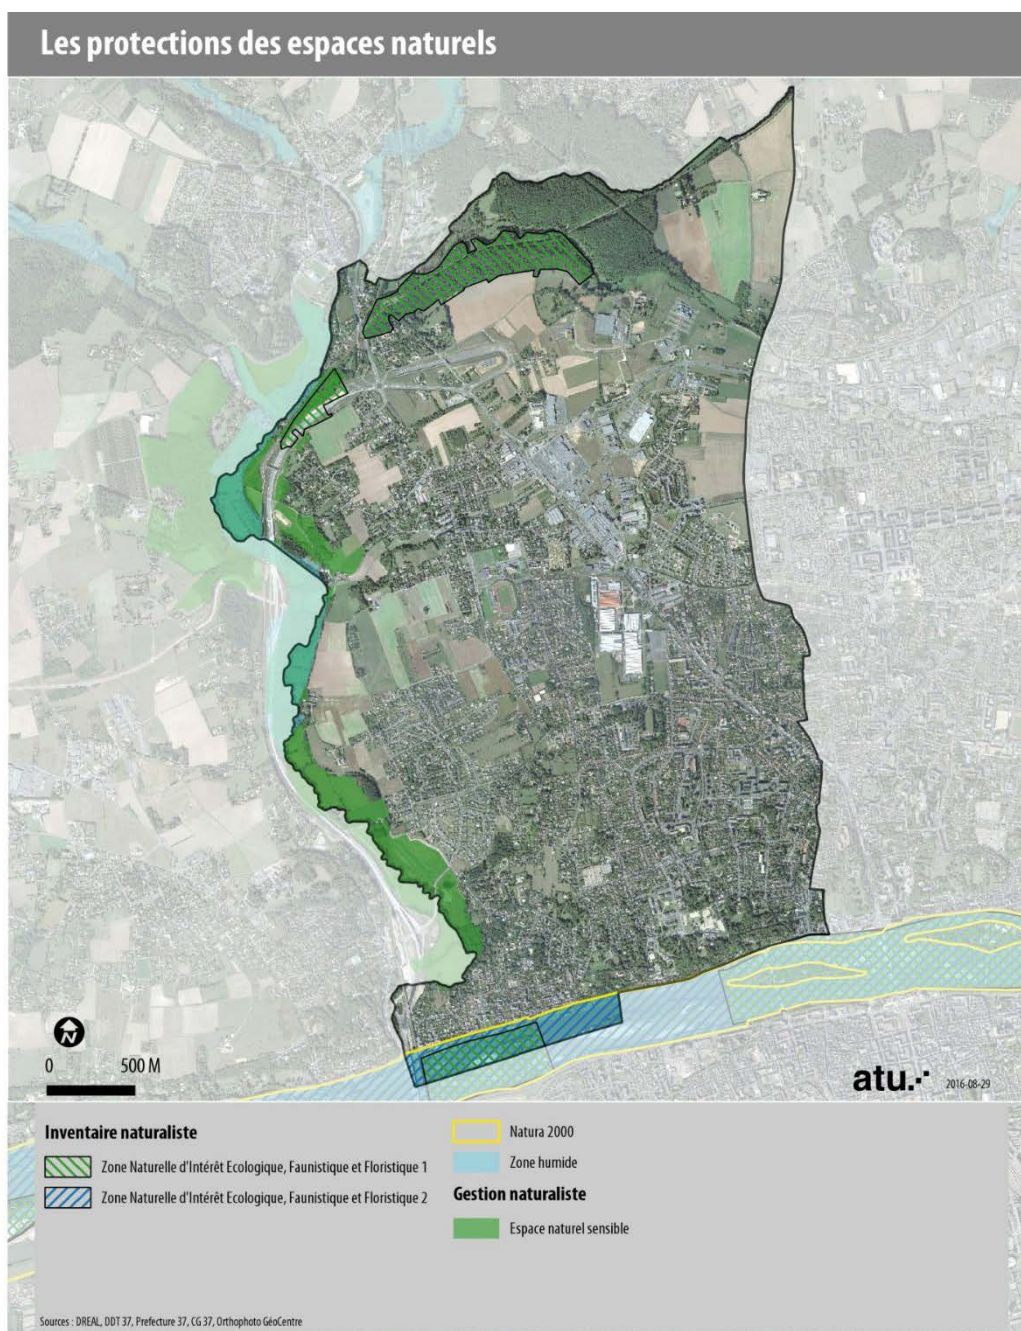 Les protections des espaces naturels
N
0 500 M
atu.
2016-08-29
Inventaire naturaliste
Zone Naturelle d'Intérêt Ecologique, Faunistique et Floristique 1
Zone Naturelle d'Intérêt Ecologique, Faunistique et Floristique 2
Natura 2000
Zone humide
Gestion naturaliste
Espace naturel sensible
Sources : DREAL, DDT 37, Prefecture 37, CG 37, Orthophoto GéoCentre